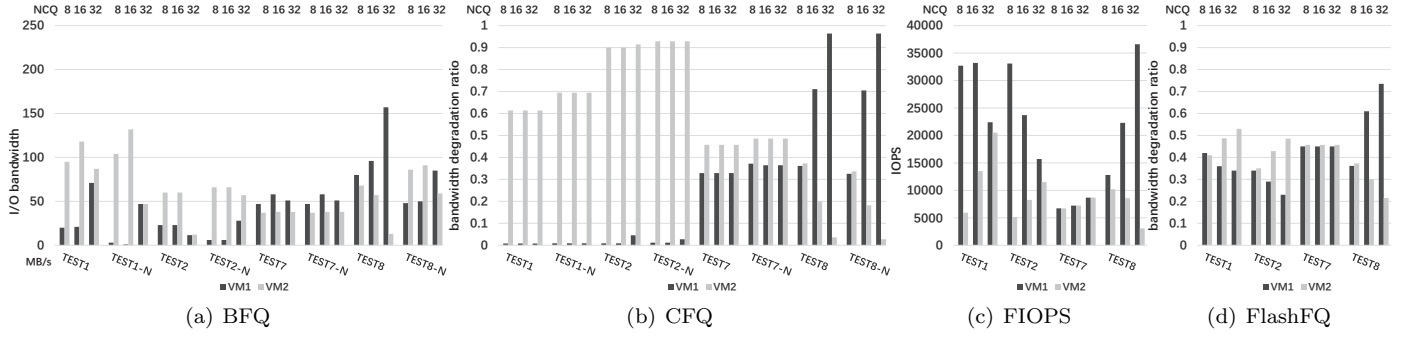 NCQ 8 16 32 8 16 32 8 16 32 8 16 32 8 16 32 8 16 32 8 16 32 8 16 32
250
200
150
100
50
0
I/O bandwidth
MB/s
TEST1 TEST1-N TEST2 TEST2-N TEST7 TEST7-N TEST8 TEST8-N
VM1 VM2
(a) BFQ
NCQ 8 16 32 8 16 32 8 16 32 8 16 32 8 16 32 8 16 32 8 16 32 8 16 32
1
0.9
0.8
0.7
0.6
0.5
0.4
0.3
0.2
0.1
0
bandwidth degradation ratio
TEST1 TEST1-N TEST2 TEST2-N TEST7 TEST7-N TEST8 TEST8-N
VM1 VM2
(b) CFQ
NCQ 8 16 32 8 16 32 8 16 32 8 16 32
40000
35000
30000
25000
20000
15000
10000
5000
0
IOPS
TEST1 TEST2 TEST7 TEST8
VM1 VM2
(c) FIOPS
NCQ 8 16 32 8 16 32 8 16 32 8 16 32
1
0.9
0.8
0.7
0.6
0.5
0.4
0.3
0.2
0.1
0
bandwidth degradation ratio
TEST1 TEST2 TEST7 TEST8
VM1 VM2
(d) FlashFQ